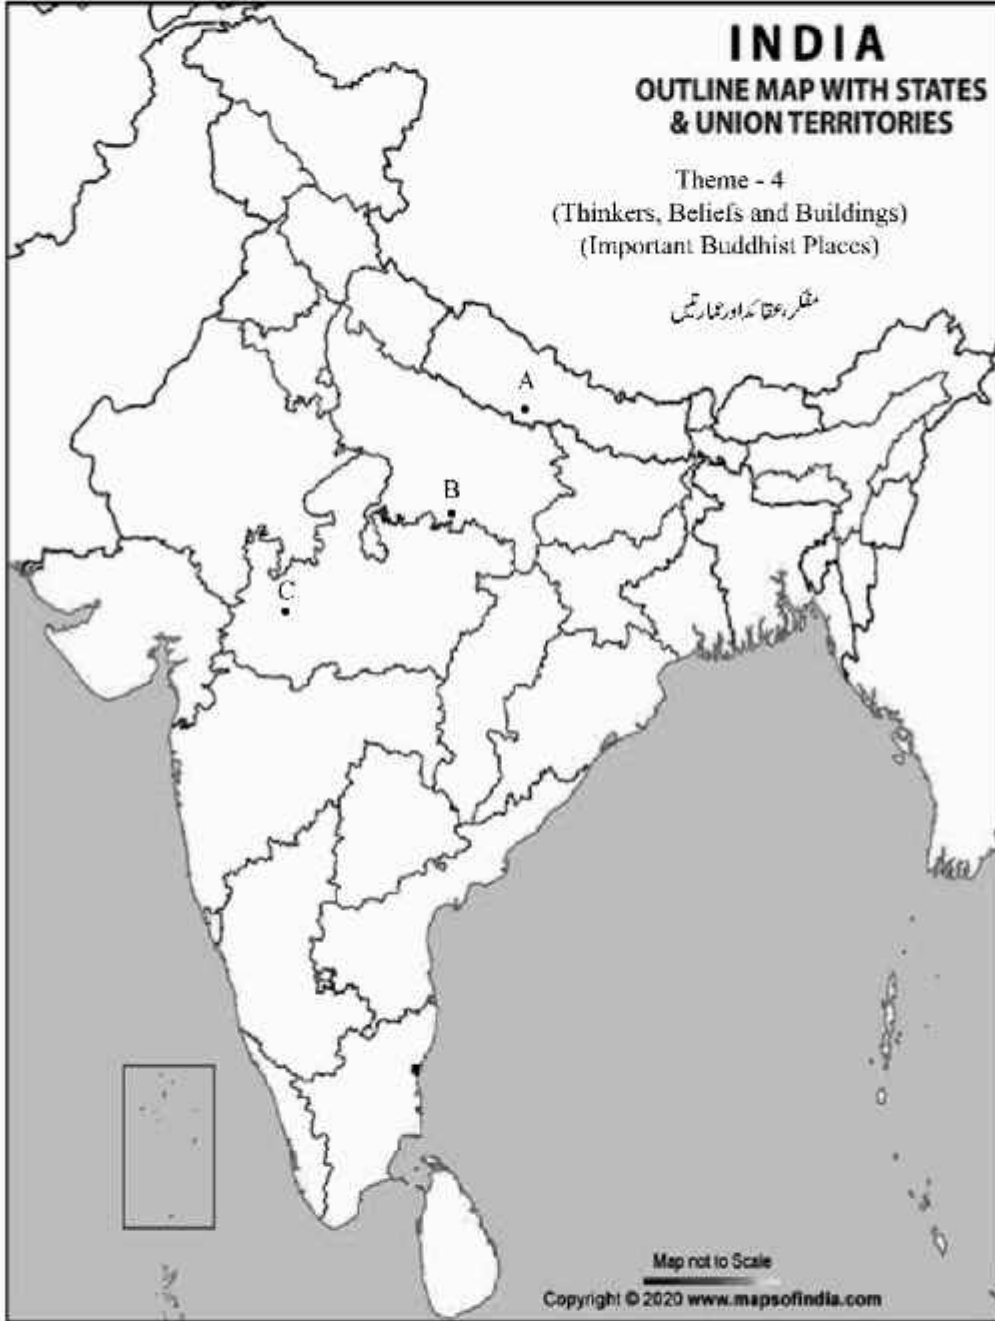 INDIA
OUTLINE MAP WITH STATES
& UNION TERRITORIES
Theme - 4
(Thinkers, Beliefs and Buildings)
(Important Buddhist Places)
مفکر، عقائد اور عمارتیں
A
B
C
Map not to Scale
Copyright © 2020 www.mapsofindia.com